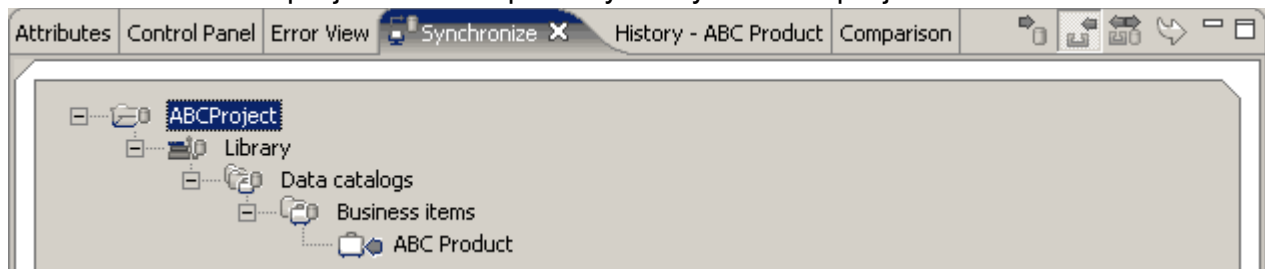 Attributes Control Panel Error View Synchronize History - ABC Product Comparison
ABCProject
Library
Data catalogs
Business items
ABC Product